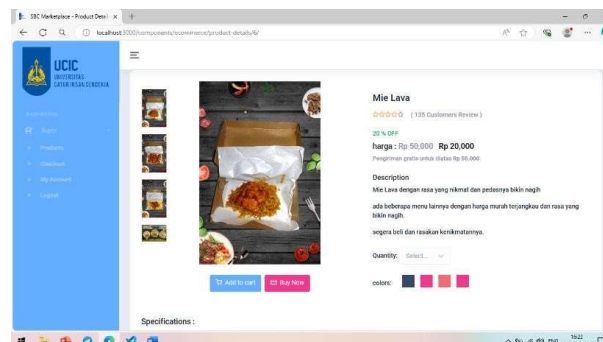 SBC Marketplace - Product Detai
localhost:3000/components/ecommerce/product-details/6/
UCIC
UNIVERSITAS
CATUR INSAN CENDEKIA
Products
Checkout
My Account
Logout
Mie Lava
( 135 Customers Review )
20 % OFF
harga : Rp 50,000 Rp 20,000
Pengiriman gratis untuk diatas Rp 50.000
Description
Mie Lava dengan rasa yang nikmat dan pedasnya bikin nagih
ada beberapa menu lainnya dengan harga murah terjangkau dan rasa yang
bikin nagih.
segera beli dan rasakan kenikmatannya.
Quantity: Select...
Add to cart
Buy Now
colors:
Specifications :
16:22